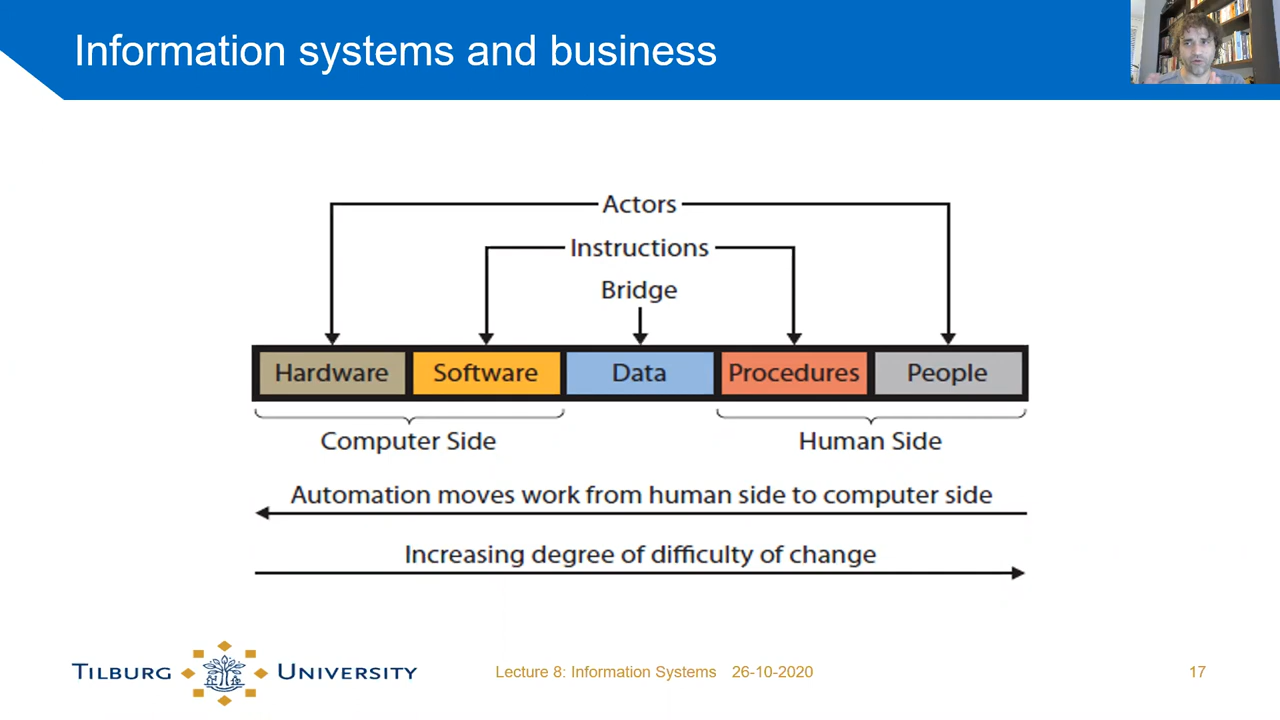 Information systems and business
Actors
Instructions
Bridge
Hardware
Software
Data
Procedures
People
Computer Side
Human Side
Automation moves work from human side to computer side
Increasing degree of difficulty of change
TILBURG UNIVERSITY
Lecture 8: Information Systems 26-10-2020
17